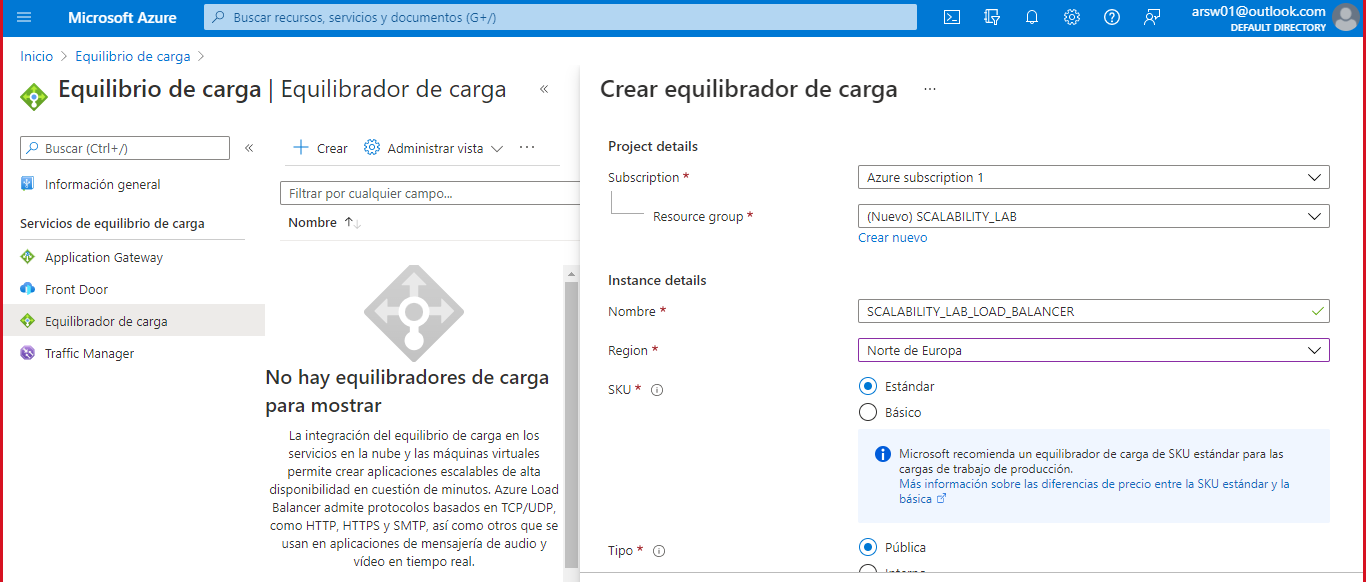 Microsoft Azure
Buscar recursos, servicios y documentos (G+/)
arsw01@outlook.com
DEFAULT DIRECTORY
Inicio > Equilibrio de carga >
Equilibrio de carga | Equilibrador de carga
«
Buscar (Ctrl+/)
«
Información general
Servicios de equilibrio de carga
Application Gateway
Front Door
Equilibrador de carga
Traffic Manager
+ Crear
Administrar vista
...
Filtrar por cualquier campo...
Nombre ↑↓
No hay equilibradores de carga
para mostrar
La integración del equilibrio de carga en los
servicios en la nube y las máquinas virtuales
permite crear aplicaciones escalables de alta
disponibilidad en cuestión de minutos. Azure Load
Balancer admite protocolos basados en TCP/UDP,
como HTTP, HTTPS y SMTP, así como otros que se
usan en aplicaciones de mensajería de audio y
vídeo en tiempo real.
Crear equilibrador de carga ...
Project details
Subscription *
Azure subscription 1
Resource group *
(Nuevo) SCALABILITY_LAB
Crear nuevo
Instance details
Nombre *
SCALABILITY_LAB_LOAD_BALANCER
Region *
Norte de Europa
SKU *
Estándar
Básico
Microsoft recomienda un equilibrador de carga de SKU estándar para las
cargas de trabajo de producción.
Más información sobre las diferencias de precio entre la SKU estándar y la
básica
Tipo *
Pública